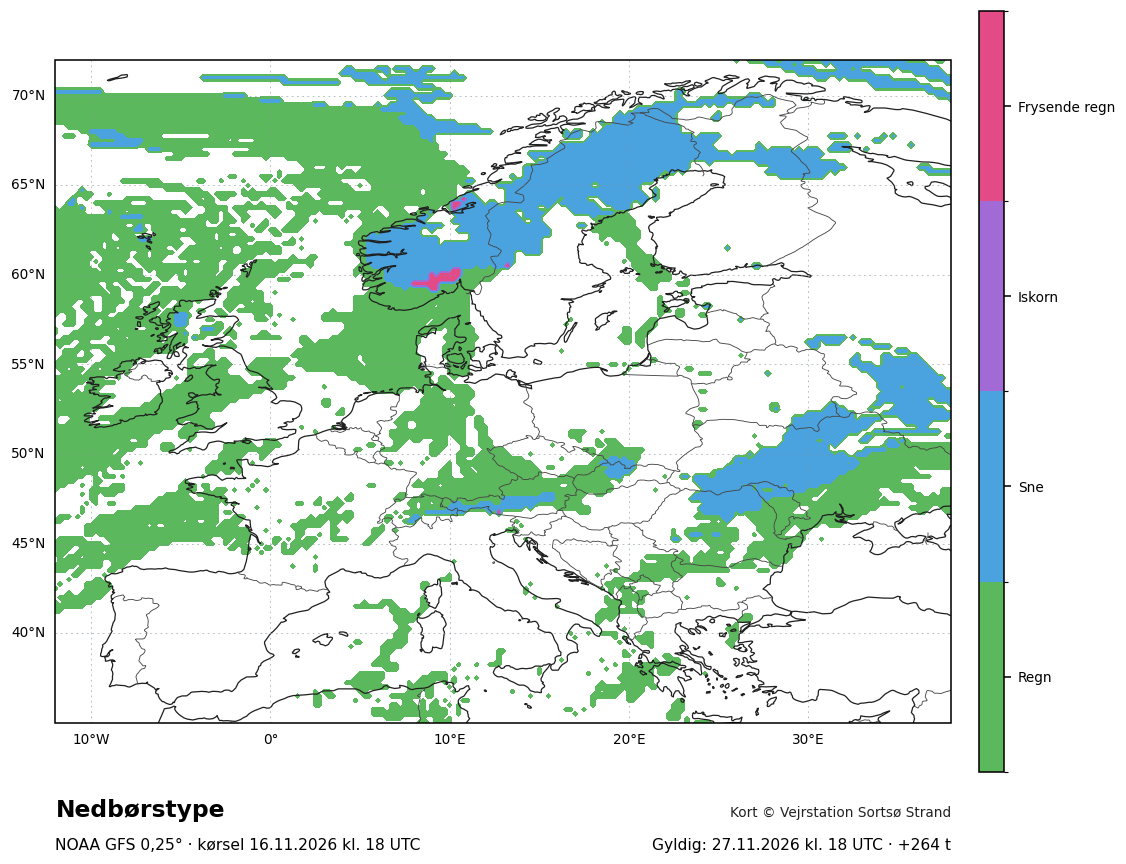 70°N
65°N
60°N
55°N
50°N
45°N
40°N
10°W
0°
10°E
20°E
30°E
Frysende regn
Iskorn
Sne
Regn
Nedbørstype
Kort © Vejrstation Sortsø Strand
NOAA GFS 0,25° · kørsel 16.11.2026 kl. 18 UTC
Gyldig: 27.11.2026 kl. 18 UTC · +264 t